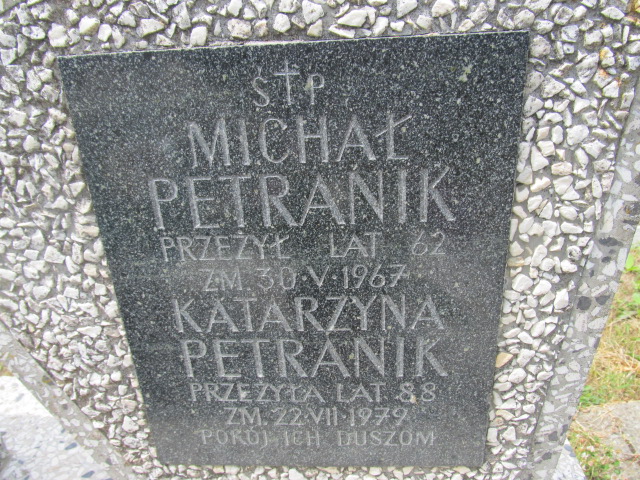 Ś✝P
MICHAŁ
PETRANIK
PRZEŻYŁ LAT 62
ZM. 30·V·1967
KATARZYNA
PETRANIK
PRZEŻYŁA LAT 88
ZM. 22·VII·1979
POKÓJ ICH DUSZOM